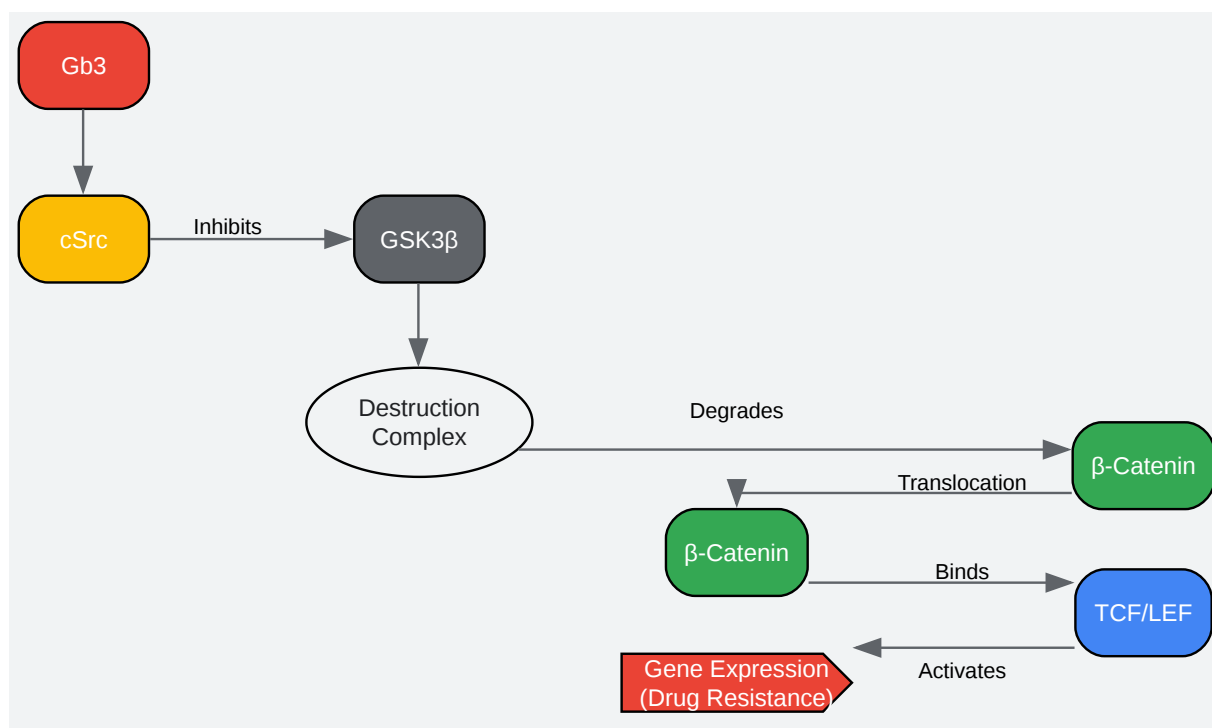 Gb3
cSrc
Inhibits
GSK3β
Destruction
Complex
Degrades
β-Catenin
Translocation
β-Catenin
Binds
TCF/LEF
Activates
Gene Expression
(Drug Resistance)